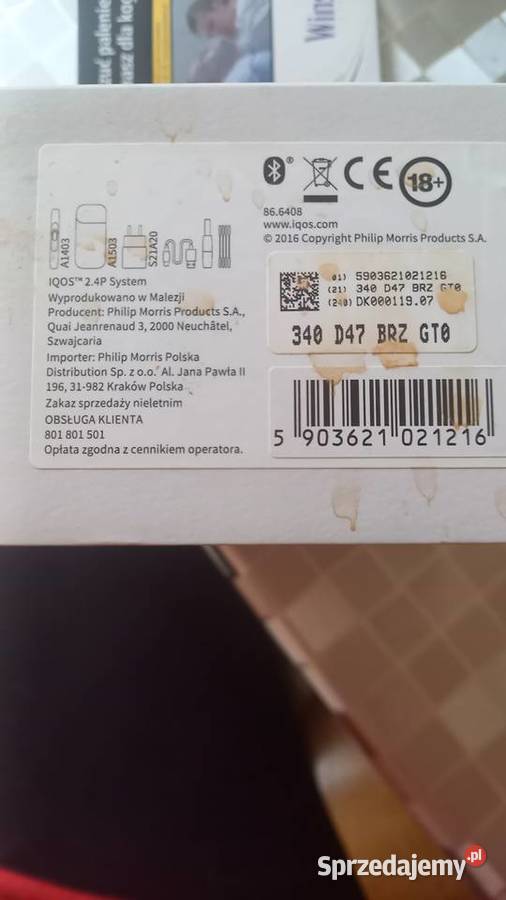 zuć palenie
Wins
18+
86.6408
www.iqos.com
© 2016 Copyright Philip Morris Products S.A.
A1403
A1503
S21A20
IQOS™ 2.4P System
Wyprodukowano w Malezji
Producent: Philip Morris Products S.A.,
Quai Jeanrenaud 3, 2000 Neuchâtel,
Szwajcaria
Importer: Philip Morris Polska
Distribution Sp. z o.o. Al. Jana Pawła II
196, 31-982 Kraków Polska
Zakaz sprzedaży nieletnim
OBSŁUGA KLIENTA
801 801 501
Opłata zgodna z cennikiem operatora.
(01) 5903621021216
(21) 340 D47 BRZ GT0
(240) DK000119.07
340 D47 BRZ GT0
5 903621 021216
Sprzedajemy.pl